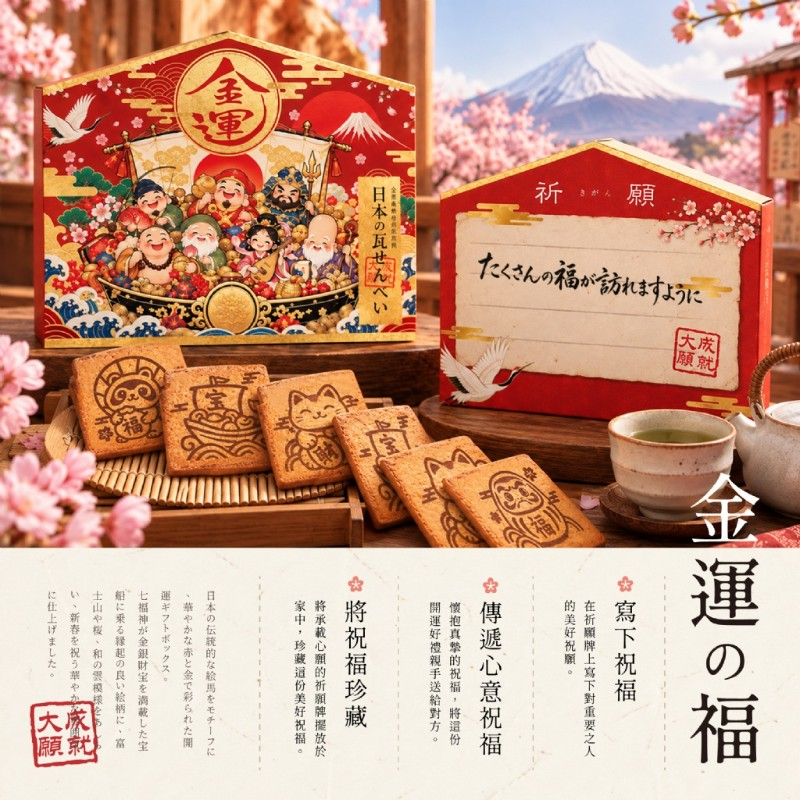 金運
日本の瓦せんべい
大願成就
祈願
きがん
たくさんの福が訪れますように
大願成就
福
宝
財
福
金運の福
寫下祝福
在祈願牌上寫下對重要之人
的美好祝願。
傳遞心意祝福
懷抱真摯的祝福，將這份
開運好禮親手送給對方。
將祝福珍藏
將承載心願的祈願牌擺放於
家中，珍藏這份美好祝福。
日本の伝統的な絵馬をモチーフに
、華やかな赤と金で彩られた開
運ギフトボックス。
七福神が金銀財宝を満載した宝
船に乗る縁起の良い絵柄に、富
士山や桜、和の雲模様をあし
い、新春を祝う華やかな
に仕上げました。
大願成就